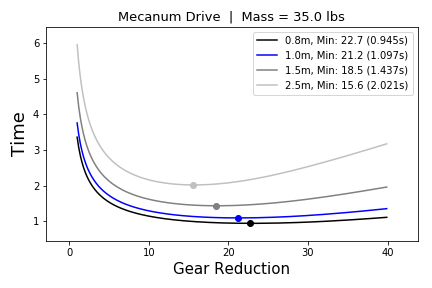 Mecanum Drive | Mass = 35.0 lbs
0.8m, Min: 22.7 (0.945s)
1.0m, Min: 21.2 (1.097s)
1.5m, Min: 18.5 (1.437s)
2.5m, Min: 15.6 (2.021s)
Time
6
5
4
3
2
1
0 10 20 30 40
Gear Reduction